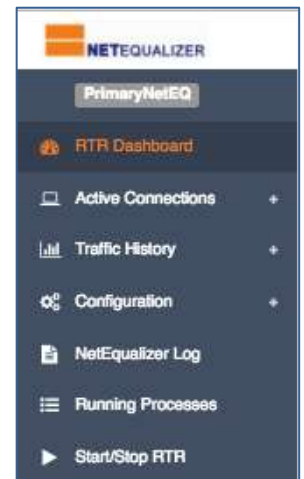 NETEQUALIZER
PrimaryNetEQ
RTR Dashboard
Active Connections +
Traffic History +
Configuration +
NetEqualizer Log
Running Processes
Start/Stop RTR